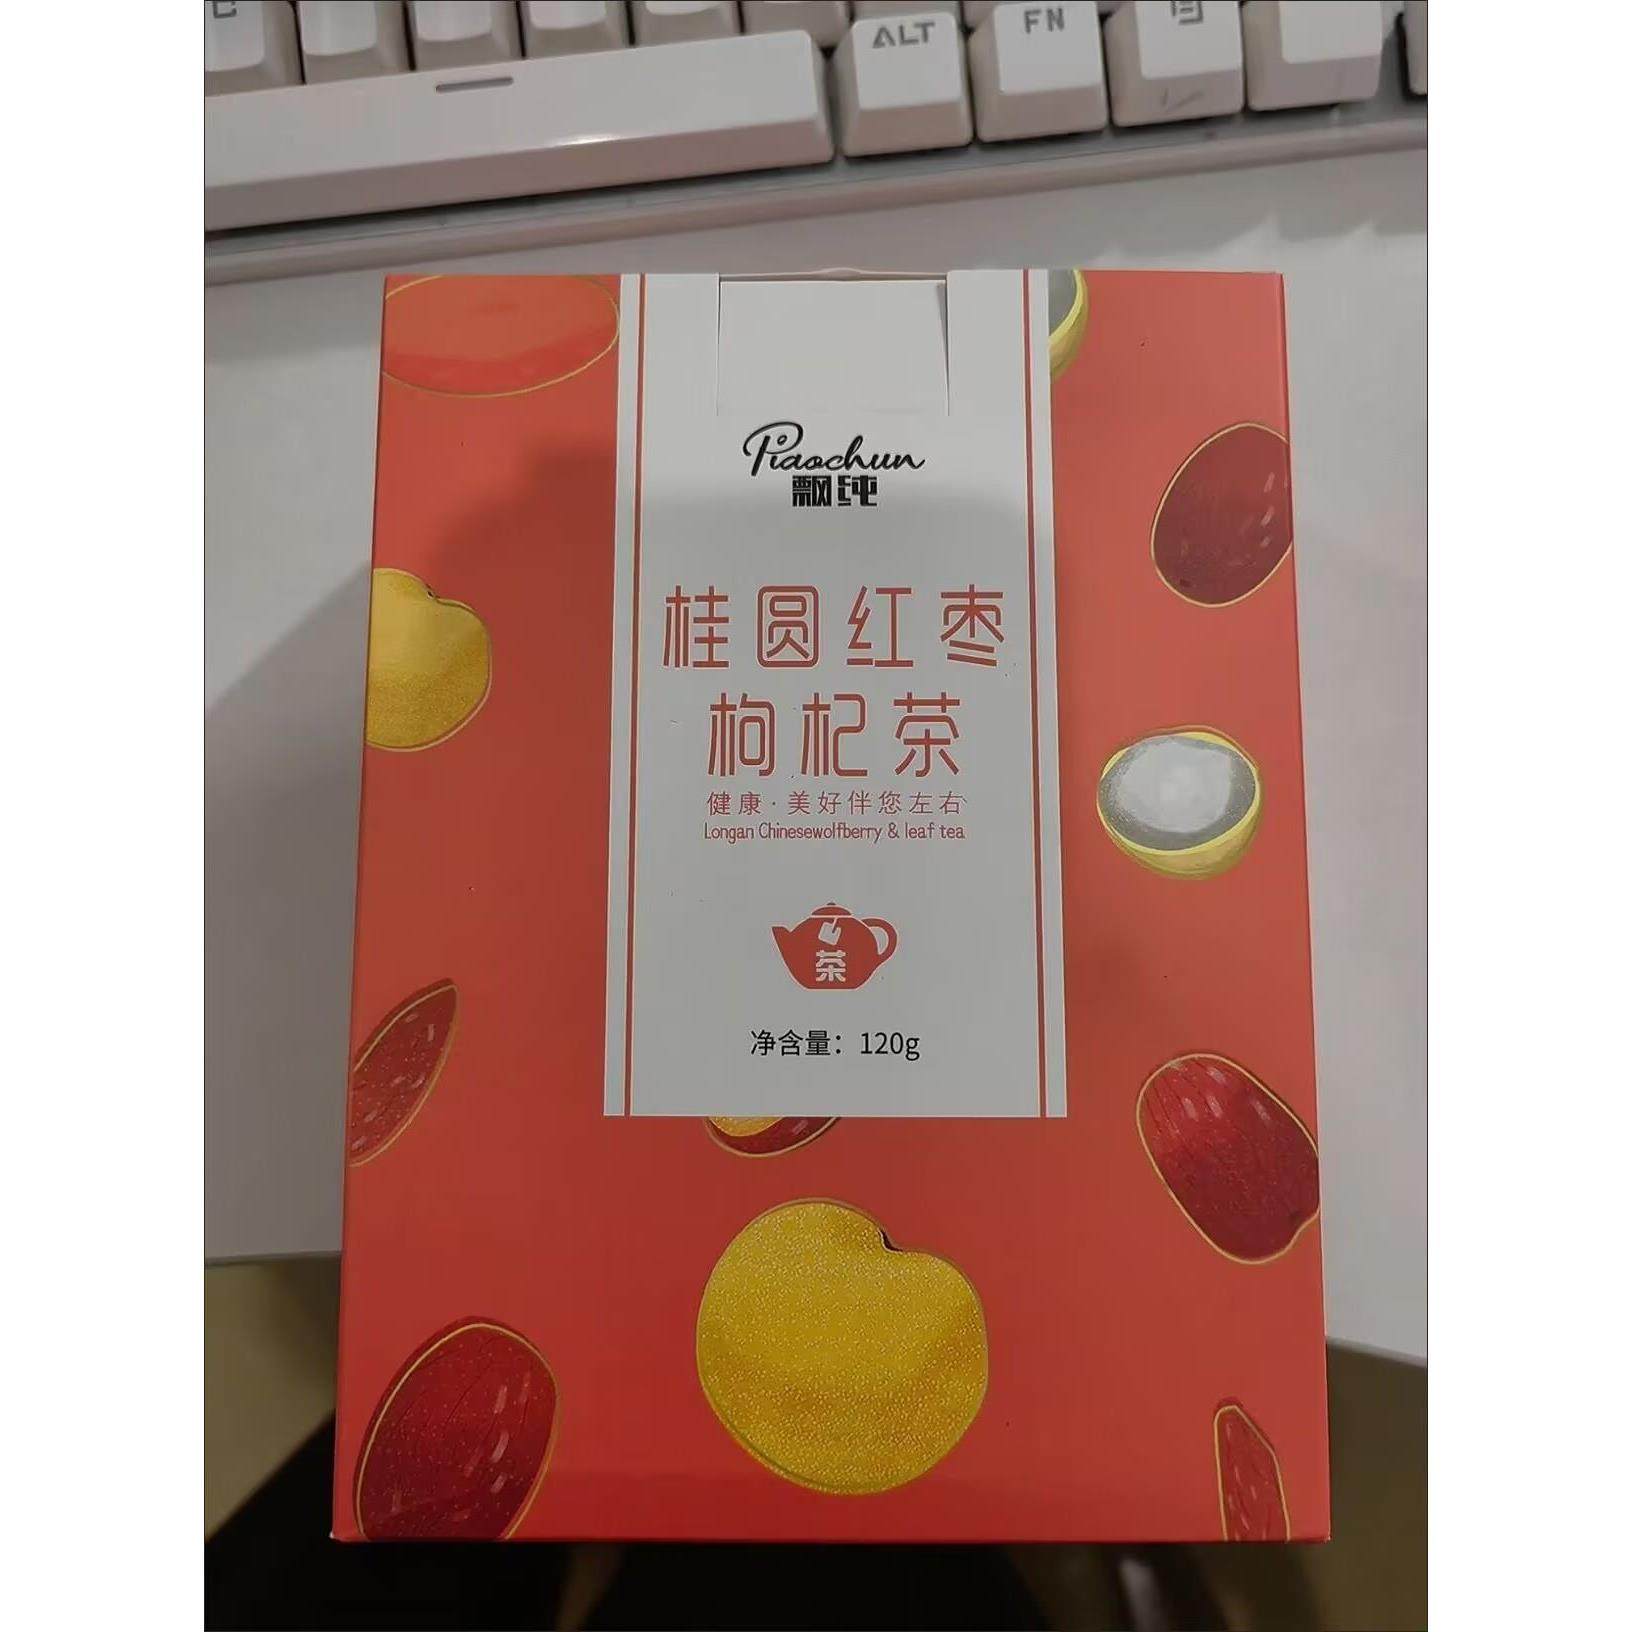 C
ALT
FN
Piaochun
飘纯
桂圆红枣
枸杞茶
健康·美好伴您左右
Longan Chinesewolfberry & leaf tea
茶
净含量：120g